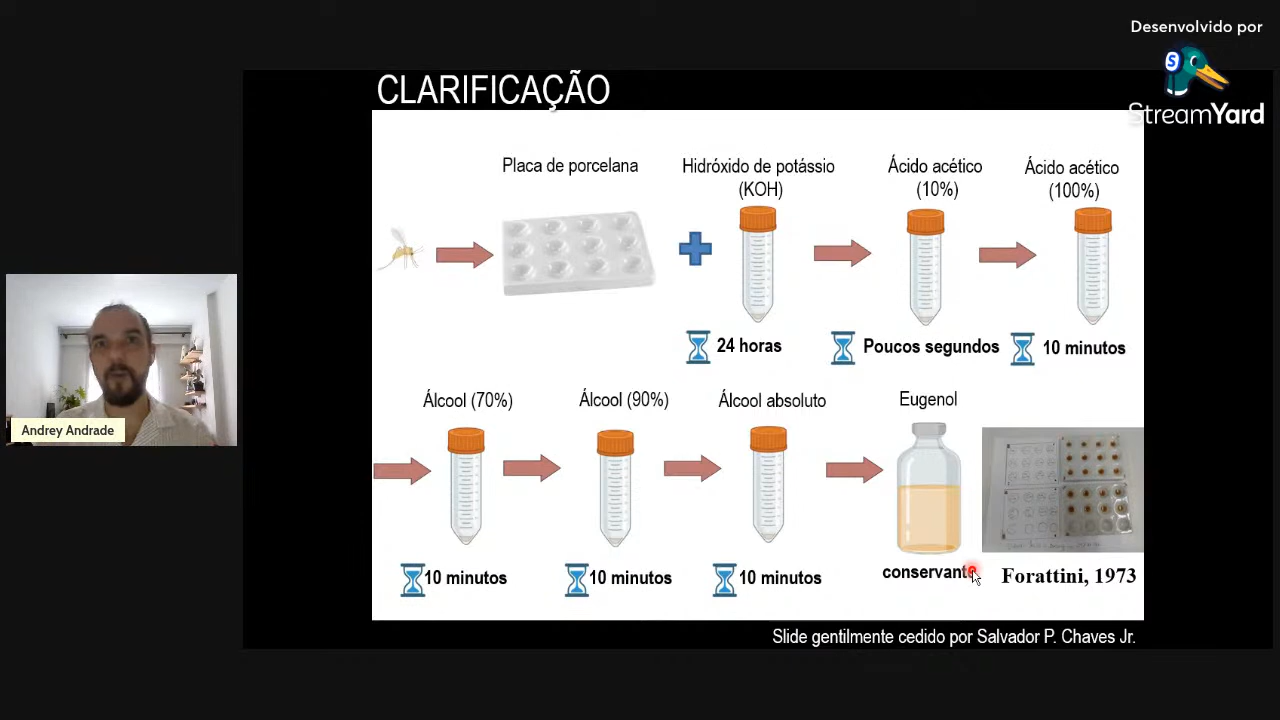 Desenvolvido por
StreamYard
CLARIFICAÇÃO
Placa de porcelana
Hidróxido de potássio
(KOH)
Ácido acético
(10%)
Ácido acético
(100%)
24 horas
Poucos segundos
10 minutos
Álcool (70%)
Álcool (90%)
Álcool absoluto
Eugenol
10 minutos
10 minutos
10 minutos
conservante
Forattini, 1973
Slide gentilmente cedido por Salvador P. Chaves Jr.
Andrey Andrade